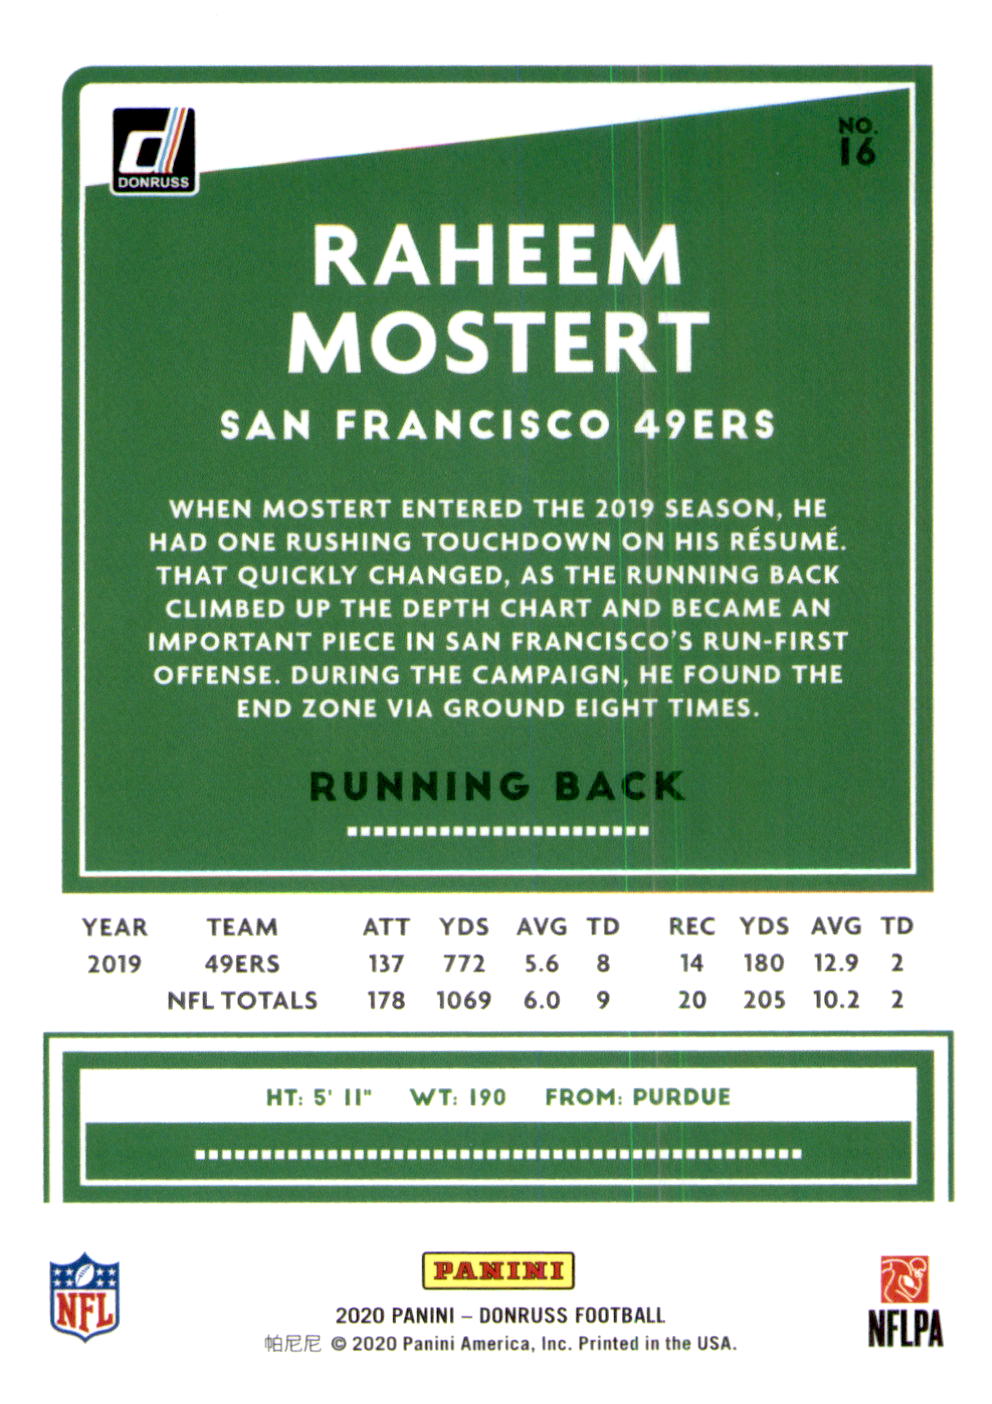 DONRUSS
NO.
16
RAHEEM
MOSTERT
SAN FRANCISCO 49ERS
WHEN MOSTERT ENTERED THE 2019 SEASON, HE
HAD ONE RUSHING TOUCHDOWN ON HIS RÉSUMÉ.
THAT QUICKLY CHANGED, AS THE RUNNING BACK
CLIMBED UP THE DEPTH CHART AND BECAME AN
IMPORTANT PIECE IN SAN FRANCISCO'S RUN-FIRST
OFFENSE. DURING THE CAMPAIGN, HE FOUND THE
END ZONE VIA GROUND EIGHT TIMES.
RUNNING BACK
YEAR TEAM ATT YDS AVG TD REC YDS AVG TD
2019 49ERS 137 772 5.6 8 14 180 12.9 2
NFL TOTALS 178 1069 6.0 9 20 205 10.2 2
HT: 5' 11" WT: 190 FROM: PURDUE
NFL
PANINI
NFLPA
2020 PANINI – DONRUSS FOOTBALL
帕尼尼 © 2020 Panini America, Inc. Printed in the USA.